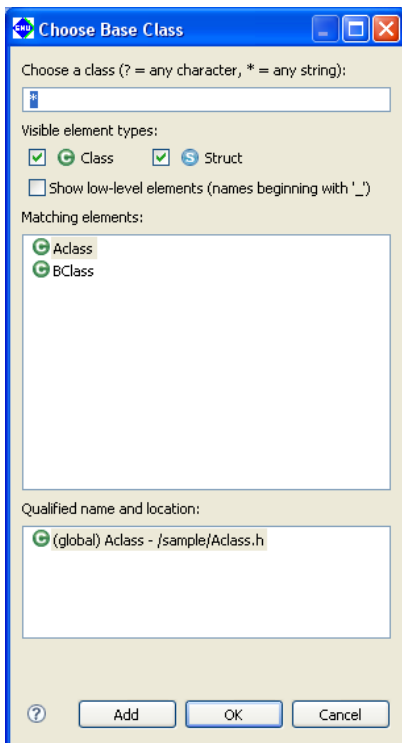 GNU Choose Base Class
Choose a class (? = any character, * = any string):
*
Visible element types:
C Class S Struct
Show low-level elements (names beginning with '_')
Matching elements:
C Aclass
C BClass
Qualified name and location:
C (global) Aclass - /sample/Aclass.h
? Add OK Cancel